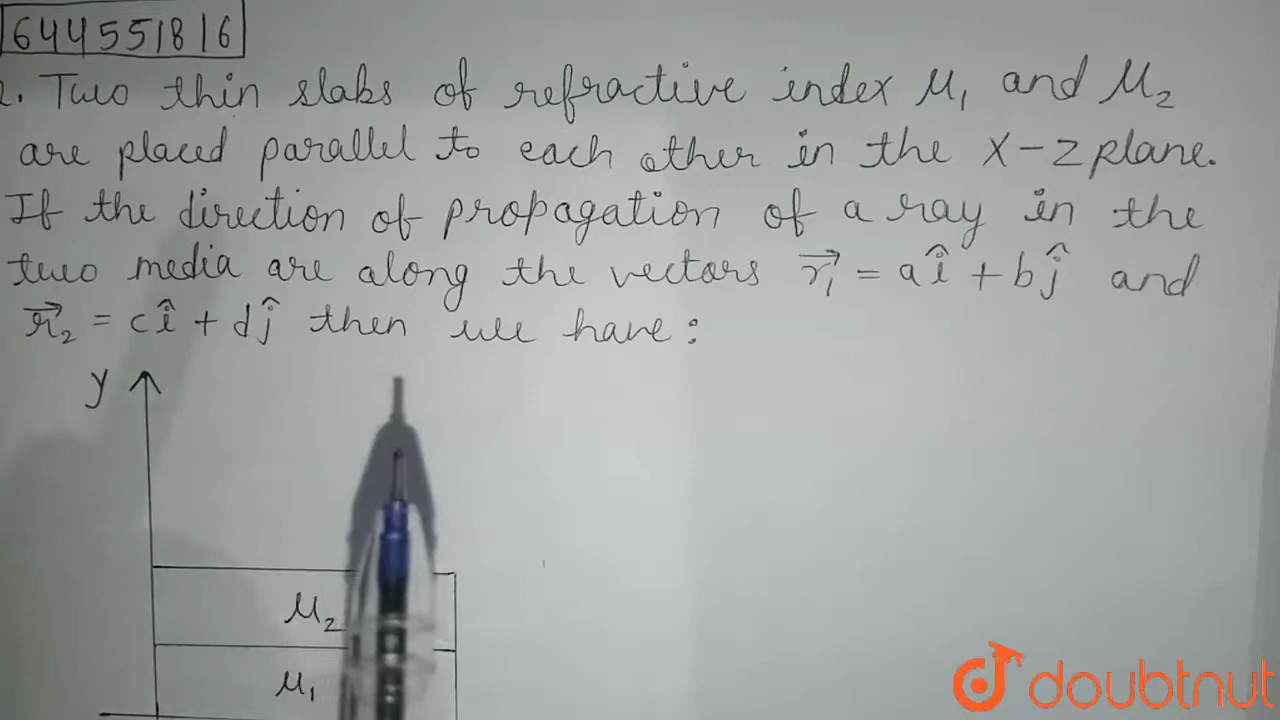 644551816
2. Two thin slabs of refractive index μ₁ and μ₂
are placed parallel to each other in the x-z plane.
If the direction of propagation of a ray in the
two media are along the vectors r⃗₁ = aî + bĵ and
r⃗₂ = cî + dĵ then we have:
y
μ₂
μ₁
doubtnut